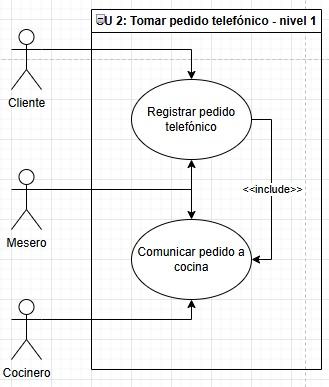 U 2: Tomar pedido telefónico - nivel 1
Cliente
Registrar pedido
telefónico
<<include>>
Mesero
Comunicar pedido a
cocina
Cocinero